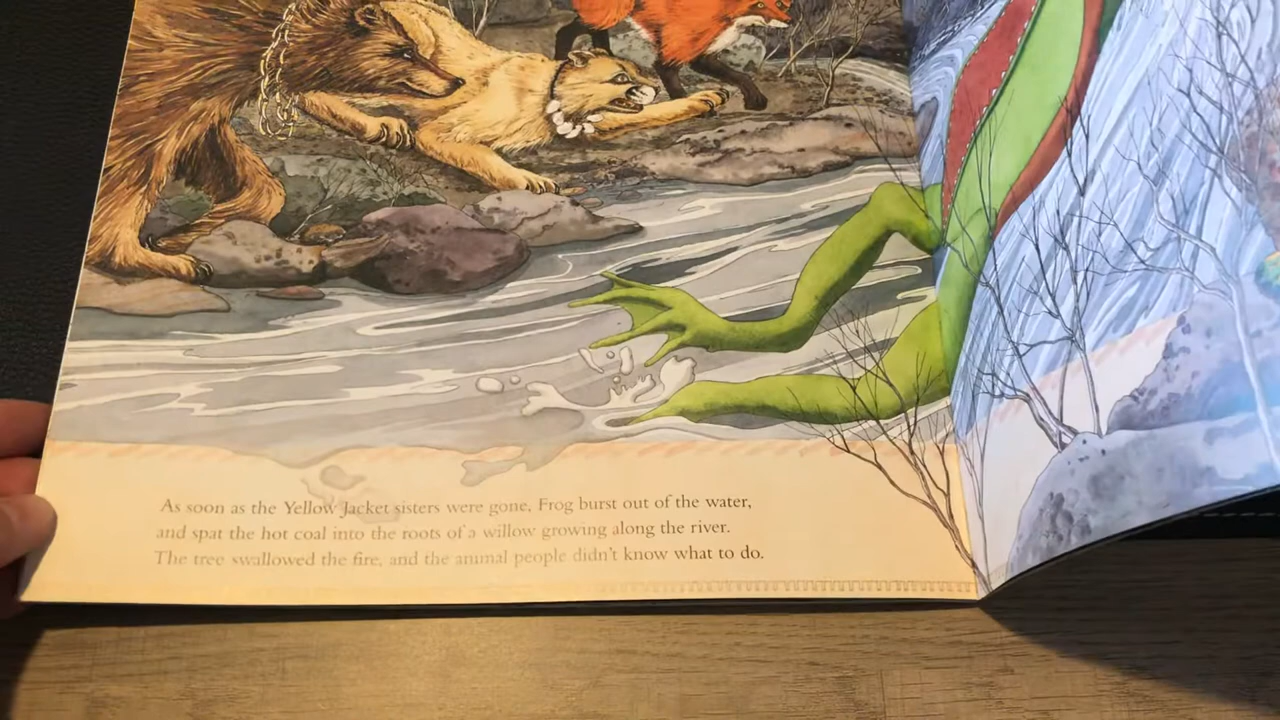 As soon as the Yellow Jacket sisters were gone, Frog burst out of the water,
and spat the hot coal into the roots of a willow growing along the river.
The tree swallowed the fire, and the animal people didn't know what to do.